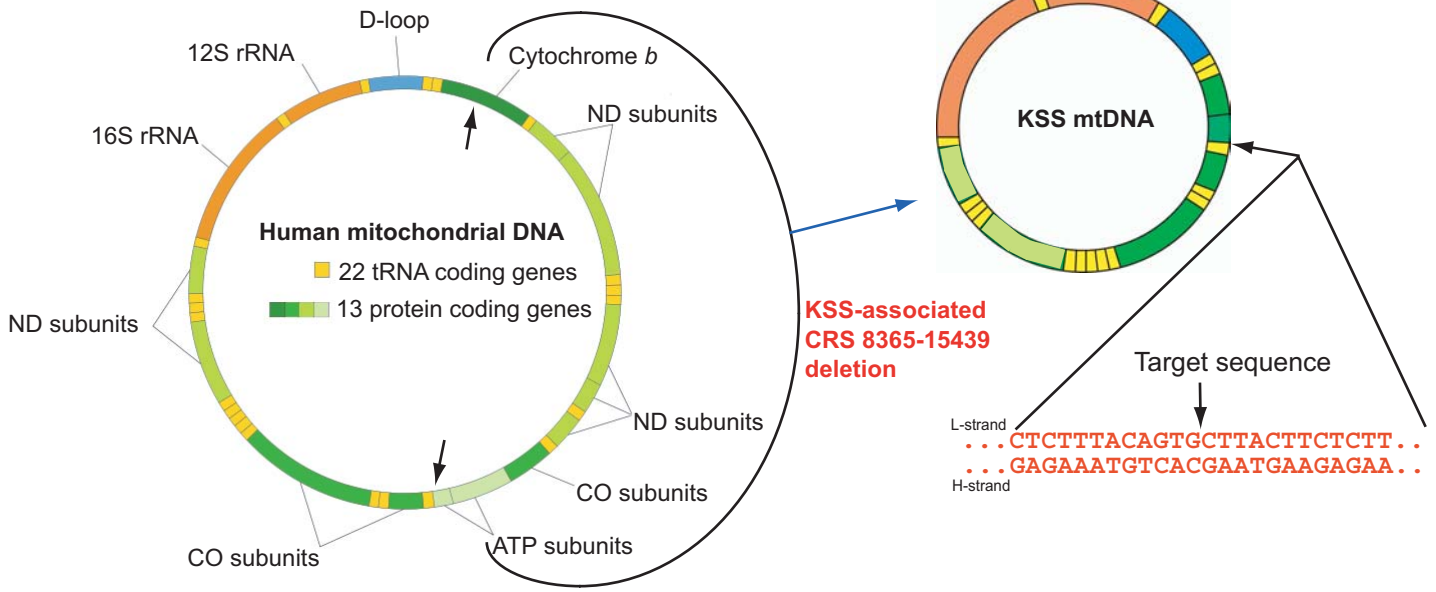 D-loop
12S rRNA
Cytochrome b
16S rRNA
ND subunits
KSS mtDNA
Human mitochondrial DNA
22 tRNA coding genes
13 protein coding genes
ND subunits
KSS-associated
CRS 8365-15439
deletion
Target sequence
ND subunits
L-strand
...CTCTTTACAGTGCTTACTTCTCTT..
...GAGAAATGTCACGAATGAAGAGAA..
H-strand
CO subunits
ATP subunits
CO subunits